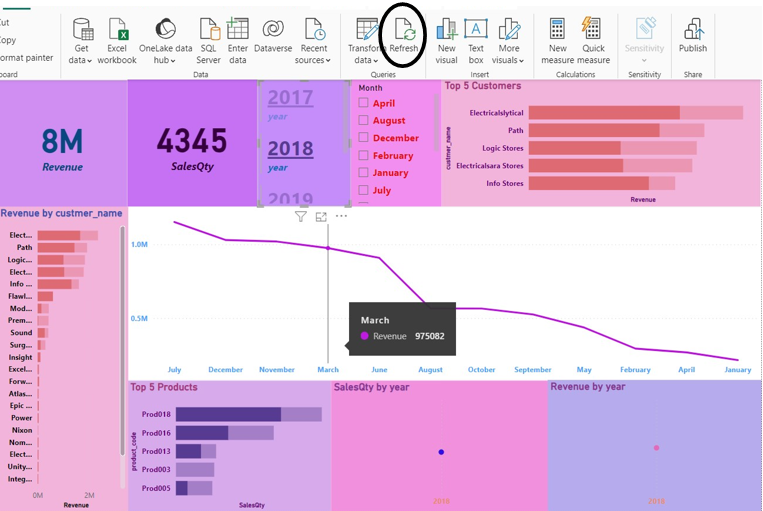 Cut
Copy
ormat painter
board
Get data
Excel workbook
OneLake data hub
SQL Server
Enter data
Dataverse
Recent sources
Data
Transform data
Refresh
Queries
New visual
Text box
More visuals
Insert
New measure
Quick measure
Calculations
Sensitivity
Sensitivity
Publish
Share
8M
Revenue
4345
SalesQty
2017
year
2018
year
2019
Month
April
August
December
February
January
July
Top 5 Customers
custmer_name
Electricalslytical
Path
Logic Stores
Electricalsara Stores
Info Stores
Revenue
Revenue by custmer_name
Elect...
Path
Logic...
Elect...
Info ...
Flawl...
Mod...
Prem...
Sound
Surg...
Insight
Excel...
Forw...
Atlas...
Epic ...
Power
Nixon
Nom...
Elect...
Unity...
Integ...
0M 2M
Revenue
1.0M
0.5M
March
Revenue 975082
July December November March June August October September May February April January
Top 5 Products
product_code
Prod018
Prod016
Prod013
Prod003
Prod005
SalesQty
SalesQty by year
2018
Revenue by year
2018